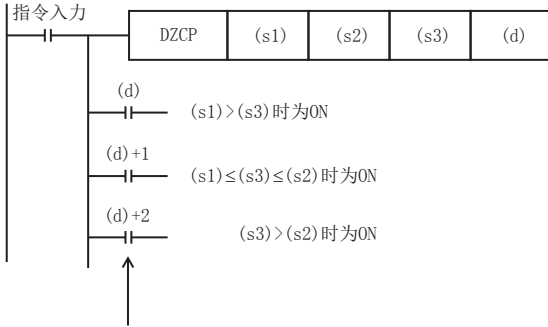 指令入力
DZCP (s1) (s2) (s3) (d)
(d)
(s1)>(s3)时为ON
(d)+1
(s1)≤(s3)≤(s2)时为ON
(d)+2
(s3)>(s2)时为ON